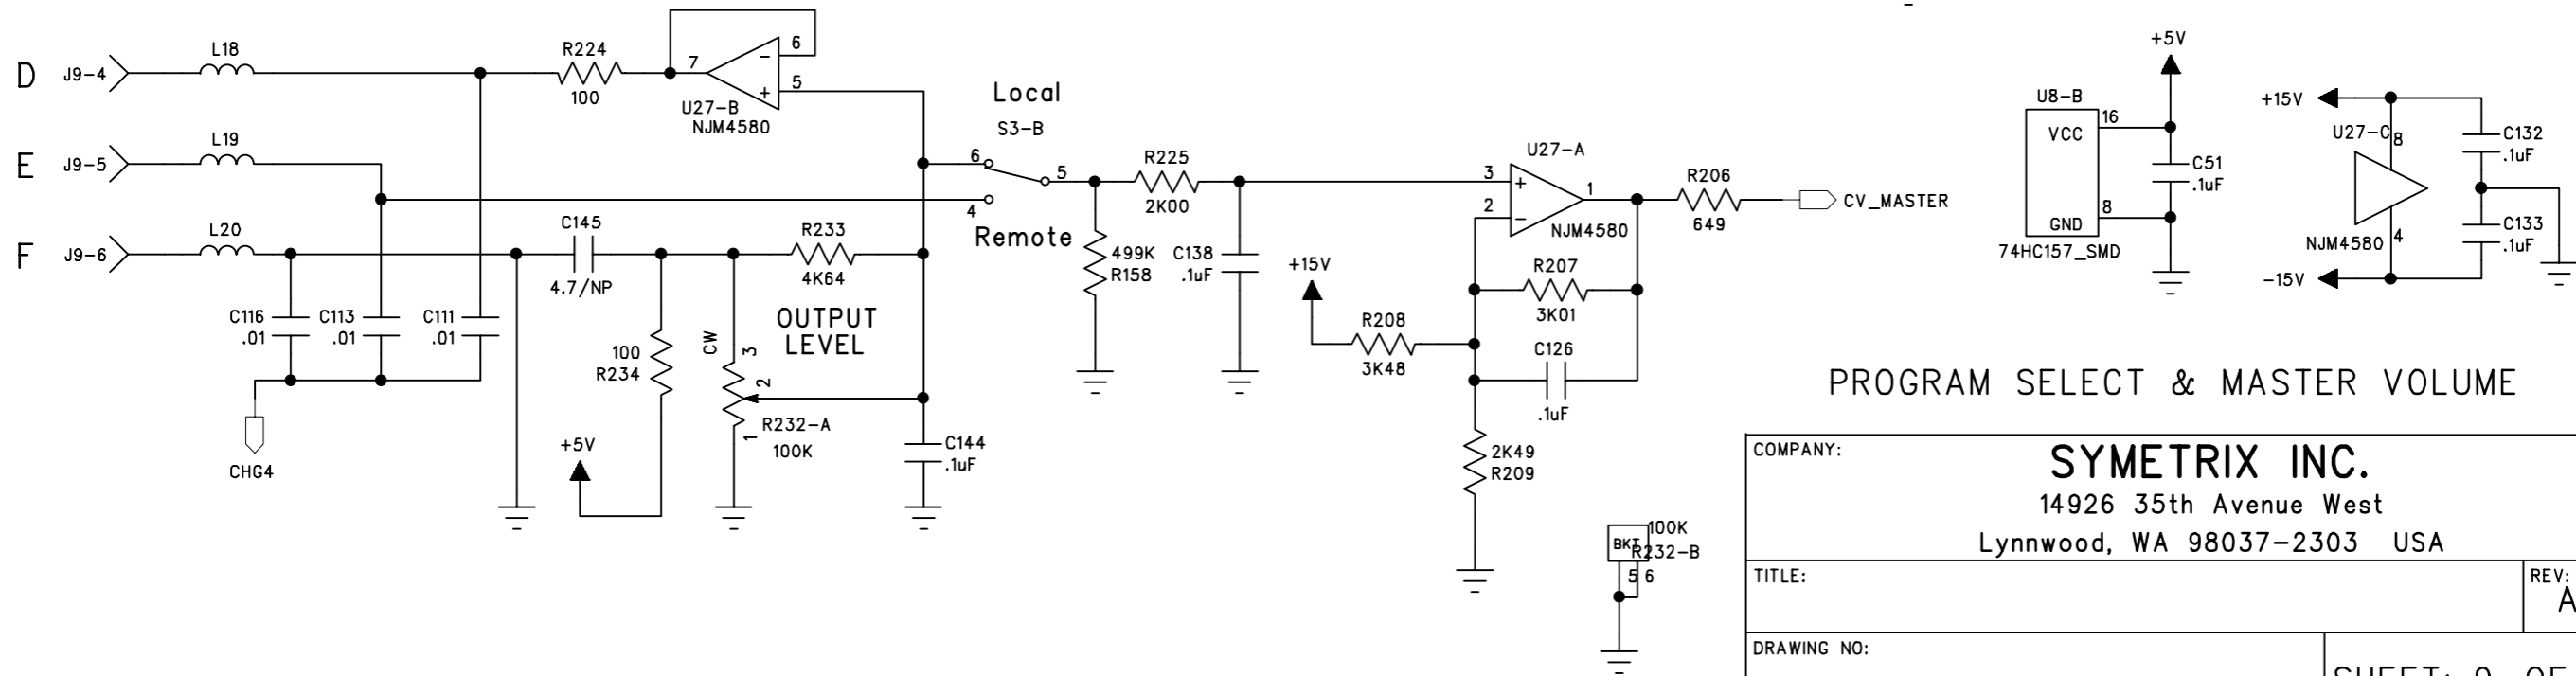 D J9-4 L18 R224 100 7 6 5 U27-B NJM4580
E J9-5 L19
F J9-6 L20
C116 .01 C113 .01 C111 .01
CHG4
C145 4.7/NP
R233 4K64
OUTPUT LEVEL
100 R234
+5V
CW 3 2 1 R232-A 100K
C144 .1uF
Local
S3-B
6 5 4
Remote
R225 2K00
499K R158
C138 .1uF
U27-A 3 2 1 NJM4580
R206 649
CV_MASTER
R207 3K01
+15V
R208 3K48
C126 .1uF
2K49 R209
100K
BKT R232-B
5 6
+5V
U8-B
VCC 16
C51 .1uF
GND 8
74HC157_SMD
+15V
U27-C 8
C132 .1uF
C133 .1uF
NJM4580 4
-15V
PROGRAM SELECT & MASTER VOLUME
COMPANY:
SYMETRIX INC.
14926 35th Avenue West
Lynnwood, WA 98037-2303 USA
TITLE:
REV:
A
DRAWING NO: